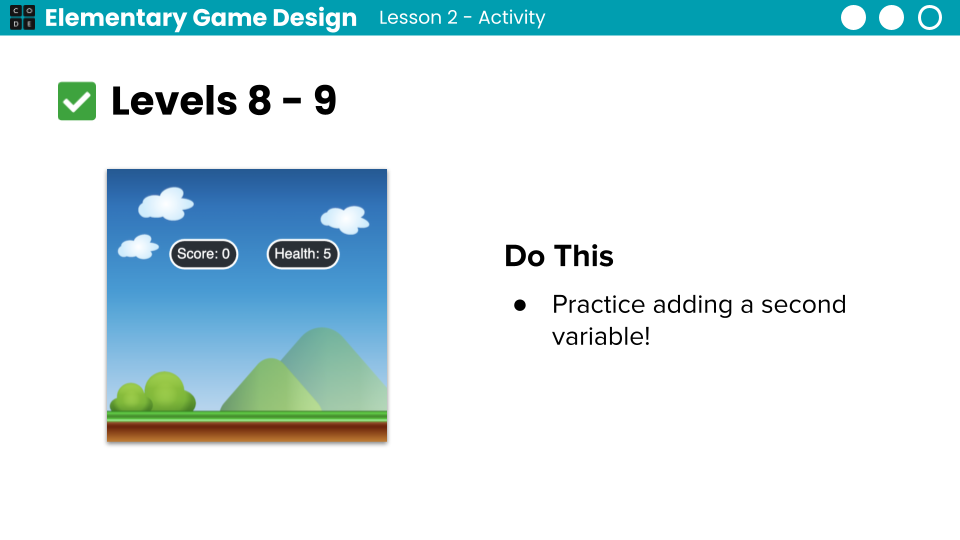 CODE Elementary Game Design Lesson 2 - Activity
Levels 8 - 9
Score: 0 Health: 5
Do This
● Practice adding a second
variable!